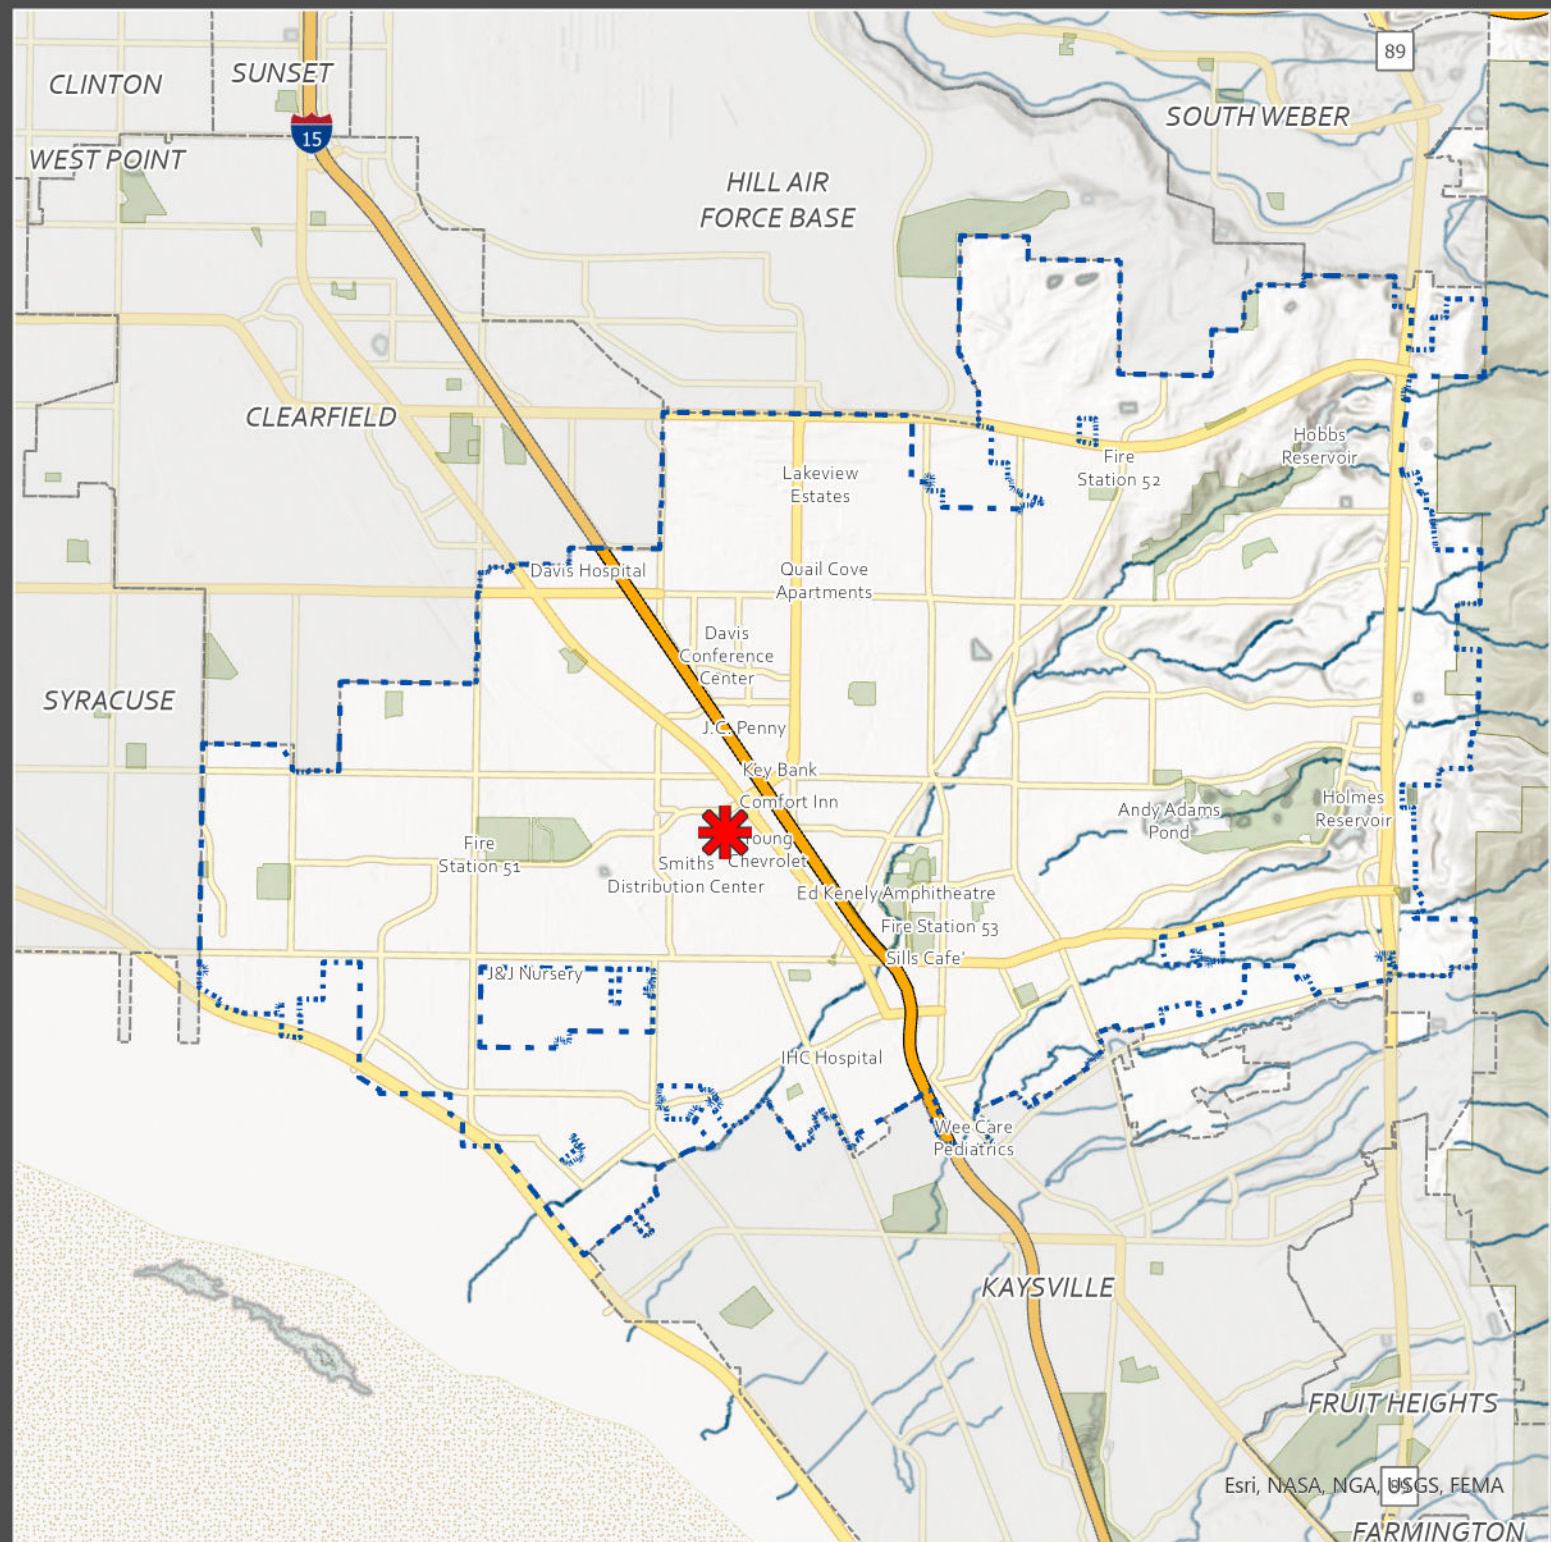 89
SUNSET
CLINTON
SOUTH WEBER
15
WEST POINT
HILL AIR
FORCE BASE
CLEARFIELD
Hobbs
Reservoir
Fire
Station 52
Lakeview
Estates
Davis Hospital
Quail Cove
Apartments
Davis
Conference
Center
SYRACUSE
J.C. Penny
Key Bank
Comfort Inn
Holmes
Reservoir
Andy Adams
Pond
Young
Chevrolet
Fire
Station 51
Smiths
Distribution Center
Ed Kenely Amphitheatre
Fire Station 53
Sills Cafe'
J&J Nursery
IHC Hospital
Wee Care
Pediatrics
KAYSVILLE
FRUIT HEIGHTS
Esri, NASA, NGA, USGS, FEMA
FARMINGTON